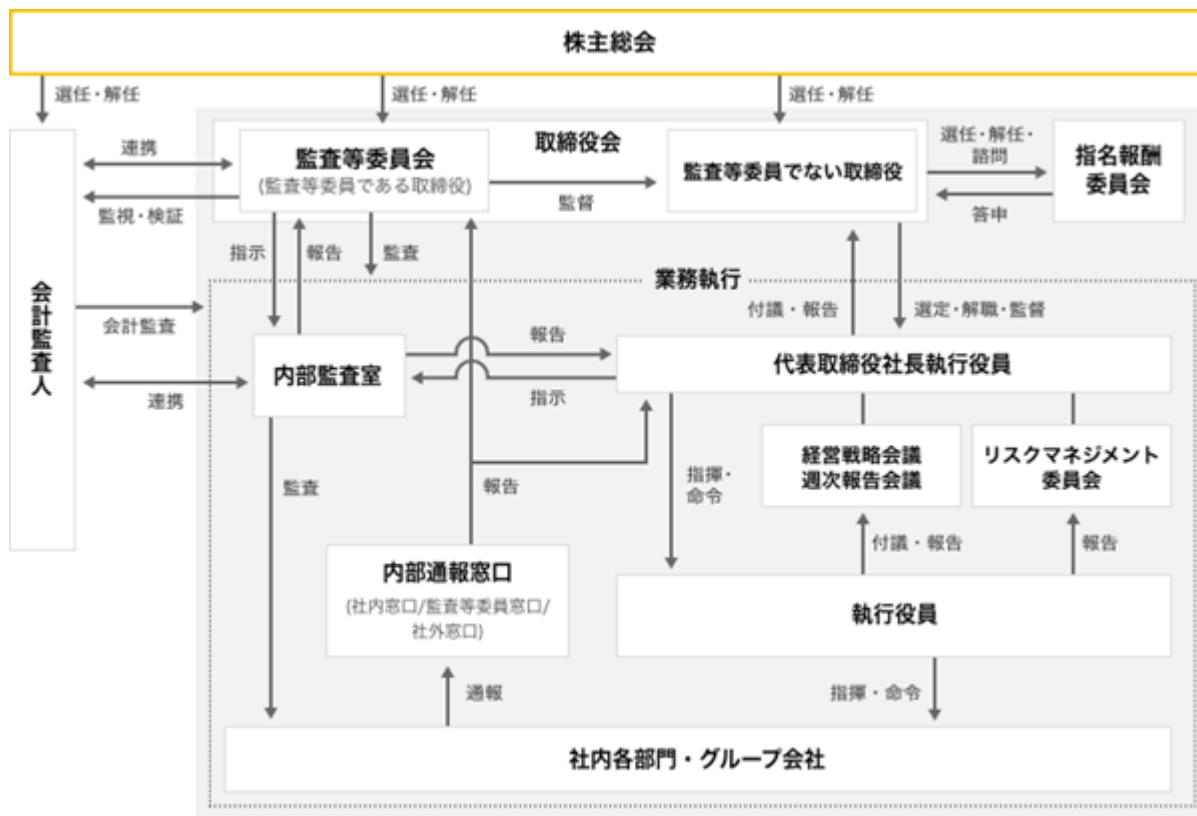 株主総会
選任・解任
選任・解任
選任・解任
取締役会
連携
監査等委員会
(監査等委員である取締役)
監督
監査等委員でない取締役
選任・解任・
諮問
答申
指名報酬
委員会
監視・検証
指示
報告
監査
会計監査人
業務執行
会計監査
付議・報告
選定・解職・監督
内部監査室
報告
指示
代表取締役社長執行役員
連携
監査
報告
指揮・
命令
経営戦略会議
週次報告会議
リスクマネジメント
委員会
付議・報告
報告
内部通報窓口
(社内窓口/監査等委員窓口/
社外窓口)
執行役員
通報
指揮・命令
社内各部門・グループ会社